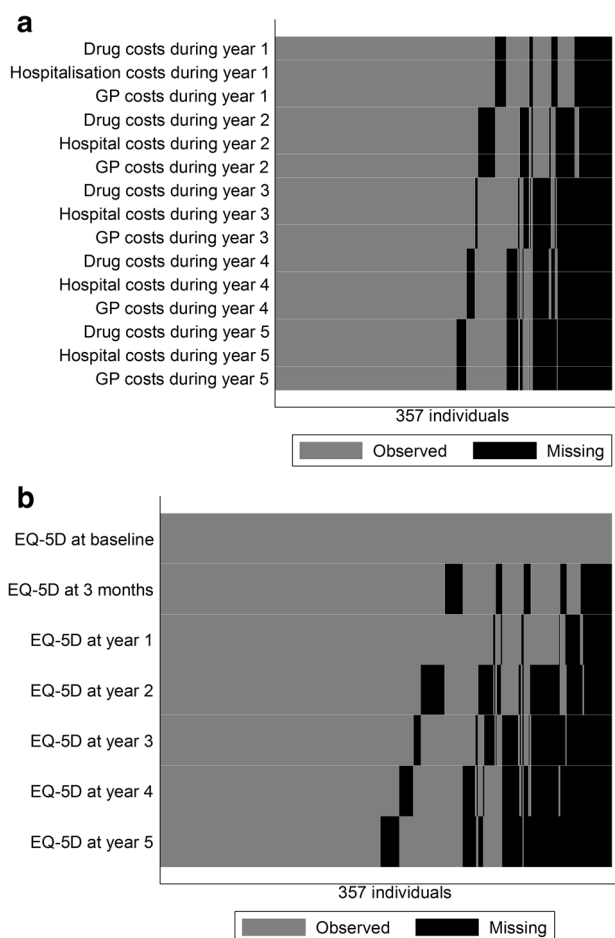 a
Drug costs during year 1
Hospitalisation costs during year 1
GP costs during year 1
Drug costs during year 2
Hospital costs during year 2
GP costs during year 2
Drug costs during year 3
Hospital costs during year 3
GP costs during year 3
Drug costs during year 4
Hospital costs during year 4
GP costs during year 4
Drug costs during year 5
Hospital costs during year 5
GP costs during year 5
357 individuals
Observed Missing
b
EQ-5D at baseline
EQ-5D at 3 months
EQ-5D at year 1
EQ-5D at year 2
EQ-5D at year 3
EQ-5D at year 4
EQ-5D at year 5
357 individuals
Observed Missing